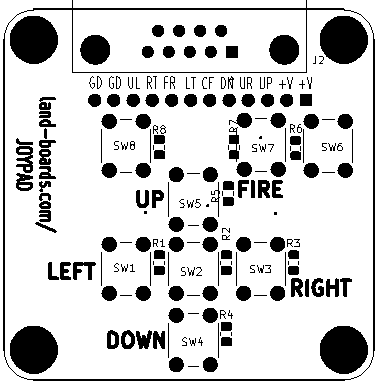 J2
GD GD UL RT FR LT CF DN UR UP +V +V
land-boards.com/
JOYPAD
R8
R7
R6
SW8
SW7
SW6
UP
SW5
R5
FIRE
R1
R2
R3
LEFT
SW1
SW2
SW3
RIGHT
R4
DOWN
SW4